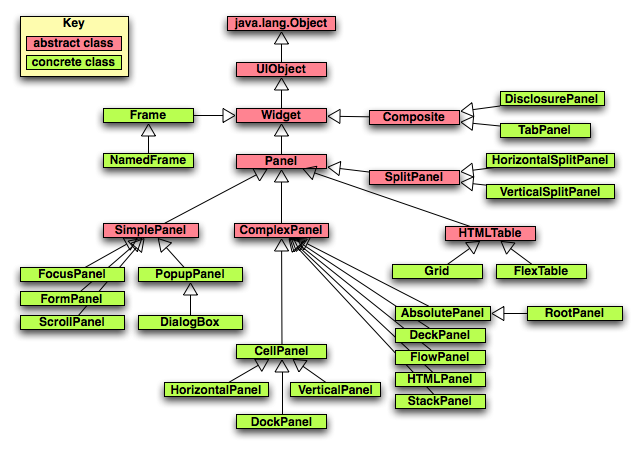 Key
abstract class
concrete class
java.lang.Object
UIObject
Frame
Widget
Composite
DisclosurePanel
TabPanel
NamedFrame
Panel
SplitPanel
HorizontalSplitPanel
VerticalSplitPanel
SimplePanel
ComplexPanel
HTMLTable
FocusPanel
PopupPanel
Grid
FlexTable
FormPanel
ScrollPanel
DialogBox
AbsolutePanel
RootPanel
DeckPanel
CellPanel
FlowPanel
HTMLPanel
HorizontalPanel
VerticalPanel
StackPanel
DockPanel